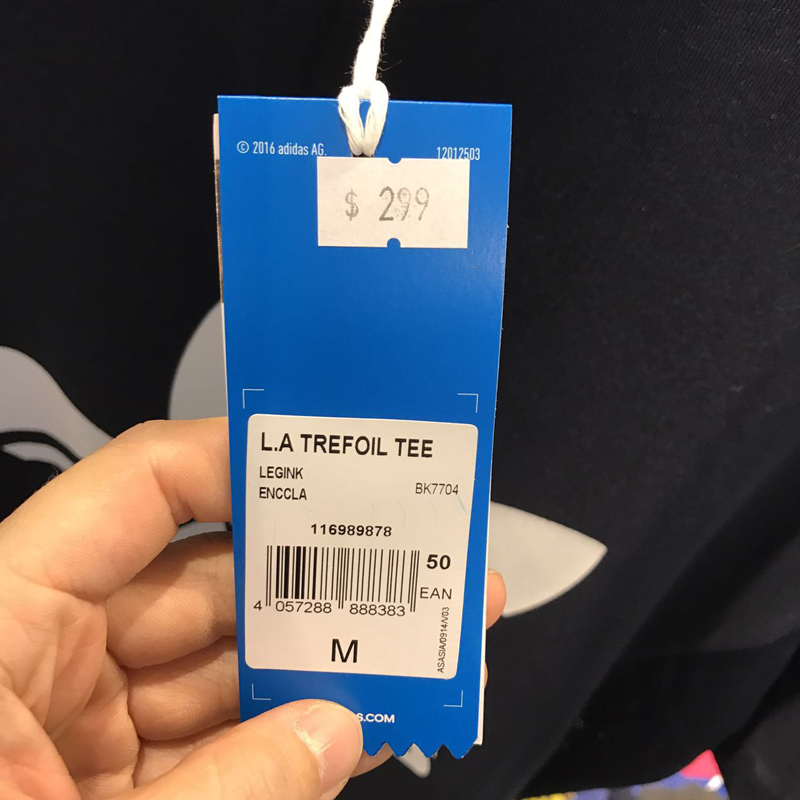 © 2016 adidas AG.
12012503
$ 299
L.A TREFOIL TEE
LEGINK
ENCCLA
BK7704
116989878
50
EAN
4 057288 888383
ASASIA/0914/V03
M
S.COM